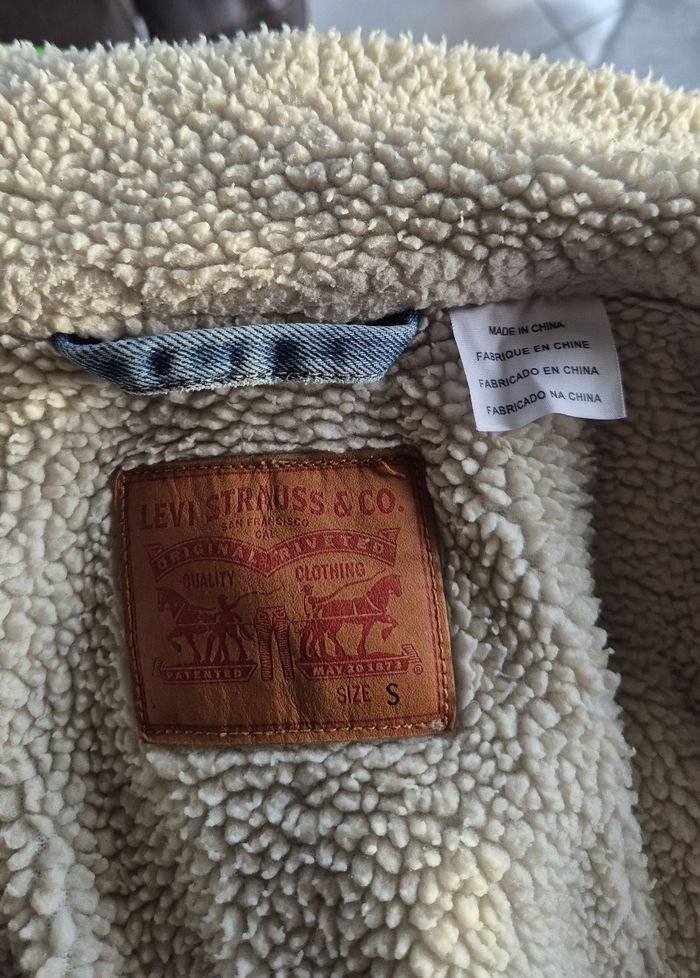 MADE IN CHINA
FABRIQUE EN CHINE
FABRICADO EN CHINA
FABRICADO NA CHINA
LEVI STRAUSS & CO.
SAN FRANCISCO
CAL
ORIGINAL RIVETED
QUALITY CLOTHING
PATENTED MAY 20 1873
®
SIZE S